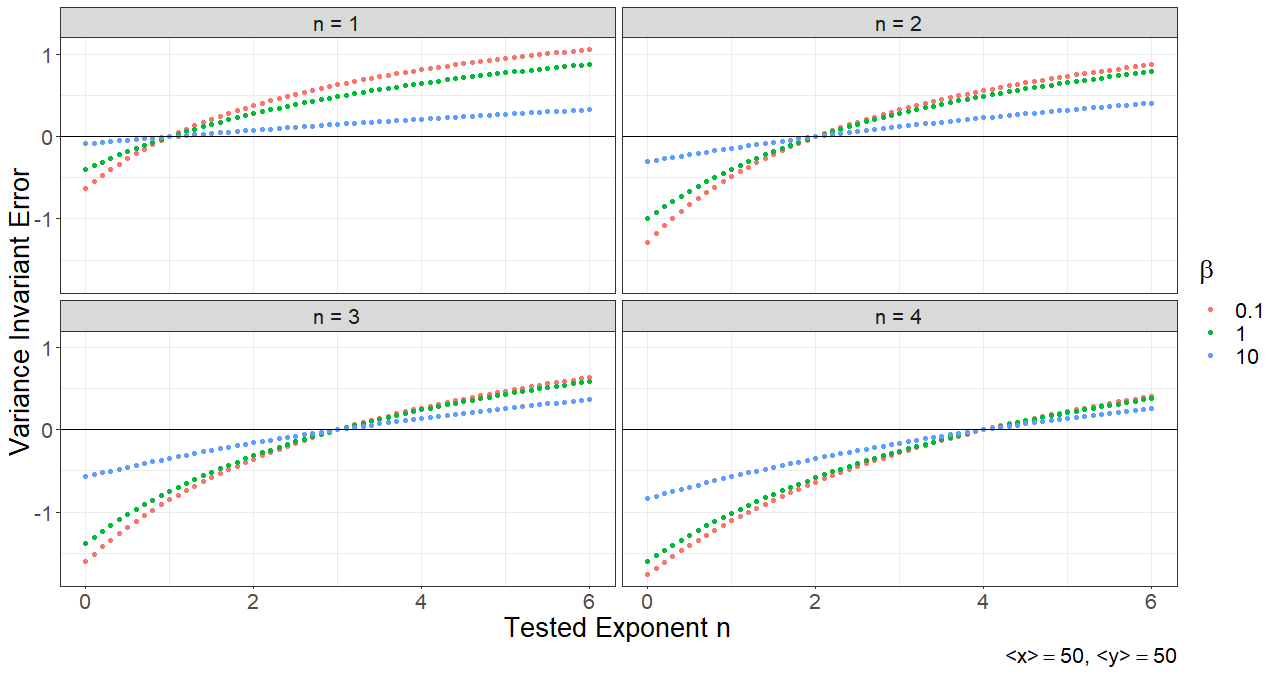 n = 1
n = 2
1
0
-1
n = 3
n = 4
1
0
-1
0
2
4
6
0
2
4
6
Variance Invariant Error
Tested Exponent n
β
0.1
1
10
<x> = 50, <y> = 50